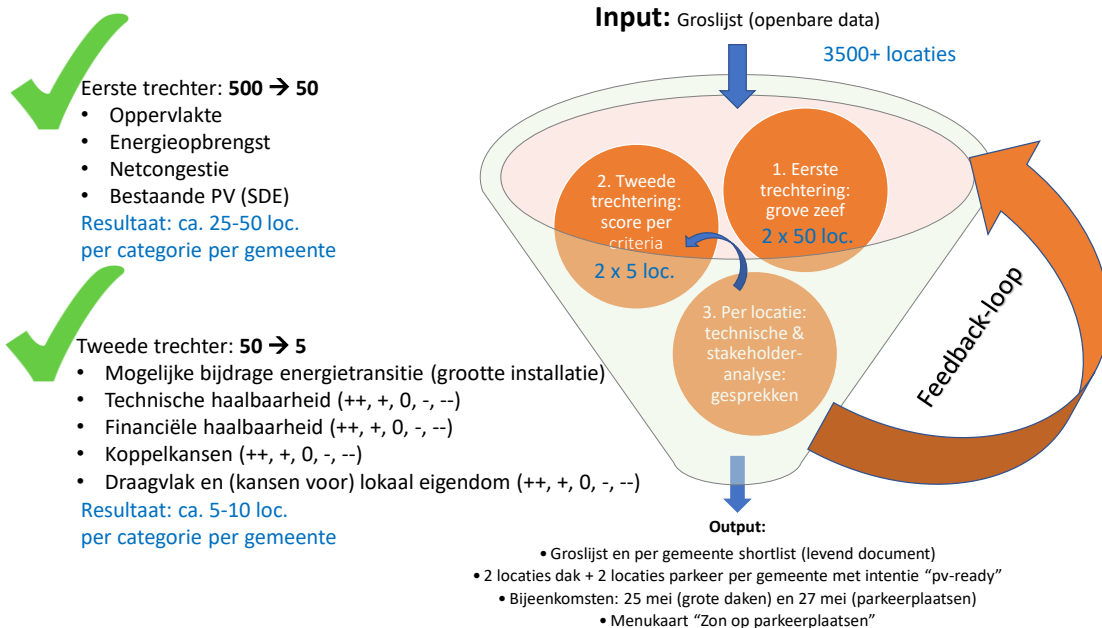 Eerste trechter: 500 → 50
• Oppervlakte
• Energieopbrengst
• Netcongestie
• Bestaande PV (SDE)
Resultaat: ca. 25-50 loc.
per categorie per gemeente
Tweede trechter: 50 → 5
• Mogelijke bijdrage energietransitie (grootte installatie)
• Technische haalbaarheid (++, +, 0, -, --)
• Financiële haalbaarheid (++, +, 0, -, --)
• Koppelkansen (++, +, 0, -, --)
• Draagvlak en (kansen voor) lokaal eigendom (++, +, 0, -, --)
Resultaat: ca. 5-10 loc.
per categorie per gemeente
Input: Groslijst (openbare data)
3500+ locaties
1. Eerste
trechtering:
grove zeef
2 x 50 loc.
2. Tweede
trechtering:
score per
criteria
2 x 5 loc.
3. Per locatie:
technische &
stakeholder-
analyse:
gesprekken
Feedback-loop
Output:
• Groslijst en per gemeente shortlist (levend document)
• 2 locaties dak + 2 locaties parkeer per gemeente met intentie “pv-ready”
• Bijeenkomsten: 25 mei (grote daken) en 27 mei (parkeerplaatsen)
• Menukaart “Zon op parkeerplaatsen”